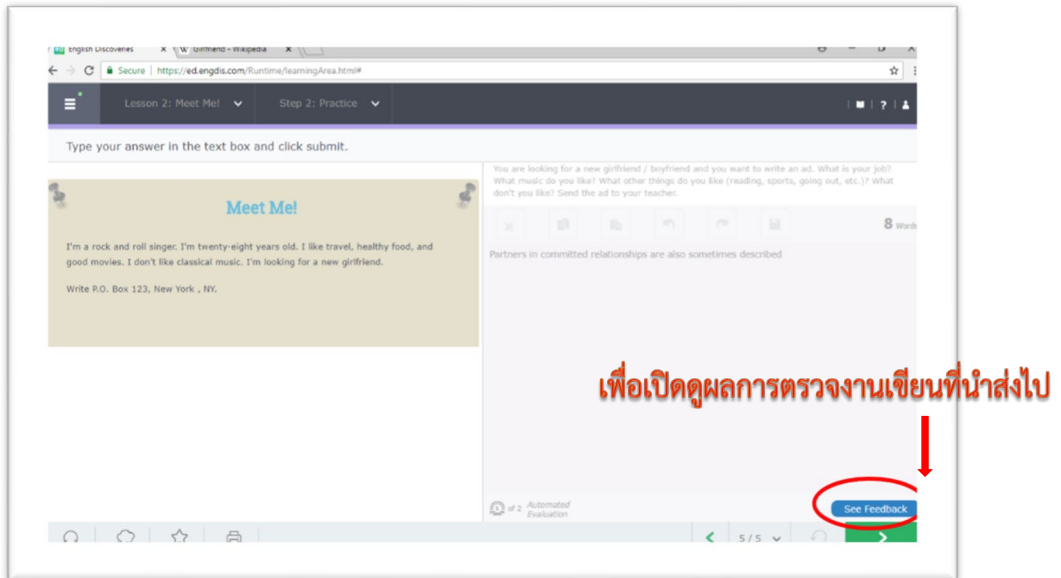 English Discoveries
Girlfriend - Wikipedia
Secure | https://ed.engdis.com/Runtime/learningArea.html#
Lesson 2: Meet Me!
Step 2: Practice
Type your answer in the text box and click submit.
Meet Me!
I'm a rock and roll singer. I'm twenty-eight years old. I like travel, healthy food, and
good movies. I don't like classical music. I'm looking for a new girlfriend.
Write P.O. Box 123, New York , NY.
You are looking for a new girlfriend / boyfriend and you want to write an ad. What is your job?
What music do you like? What other things do you like (reading, sports, going out, etc.)? What
don't you like? Send the ad to your teacher.
8 Words
Partners in committed relationships are also sometimes described
เพื่อเปิดดูผลการตรวจงานเขียนที่นำส่งไป
1 of 2 Automated
Evaluation
See Feedback
5/5